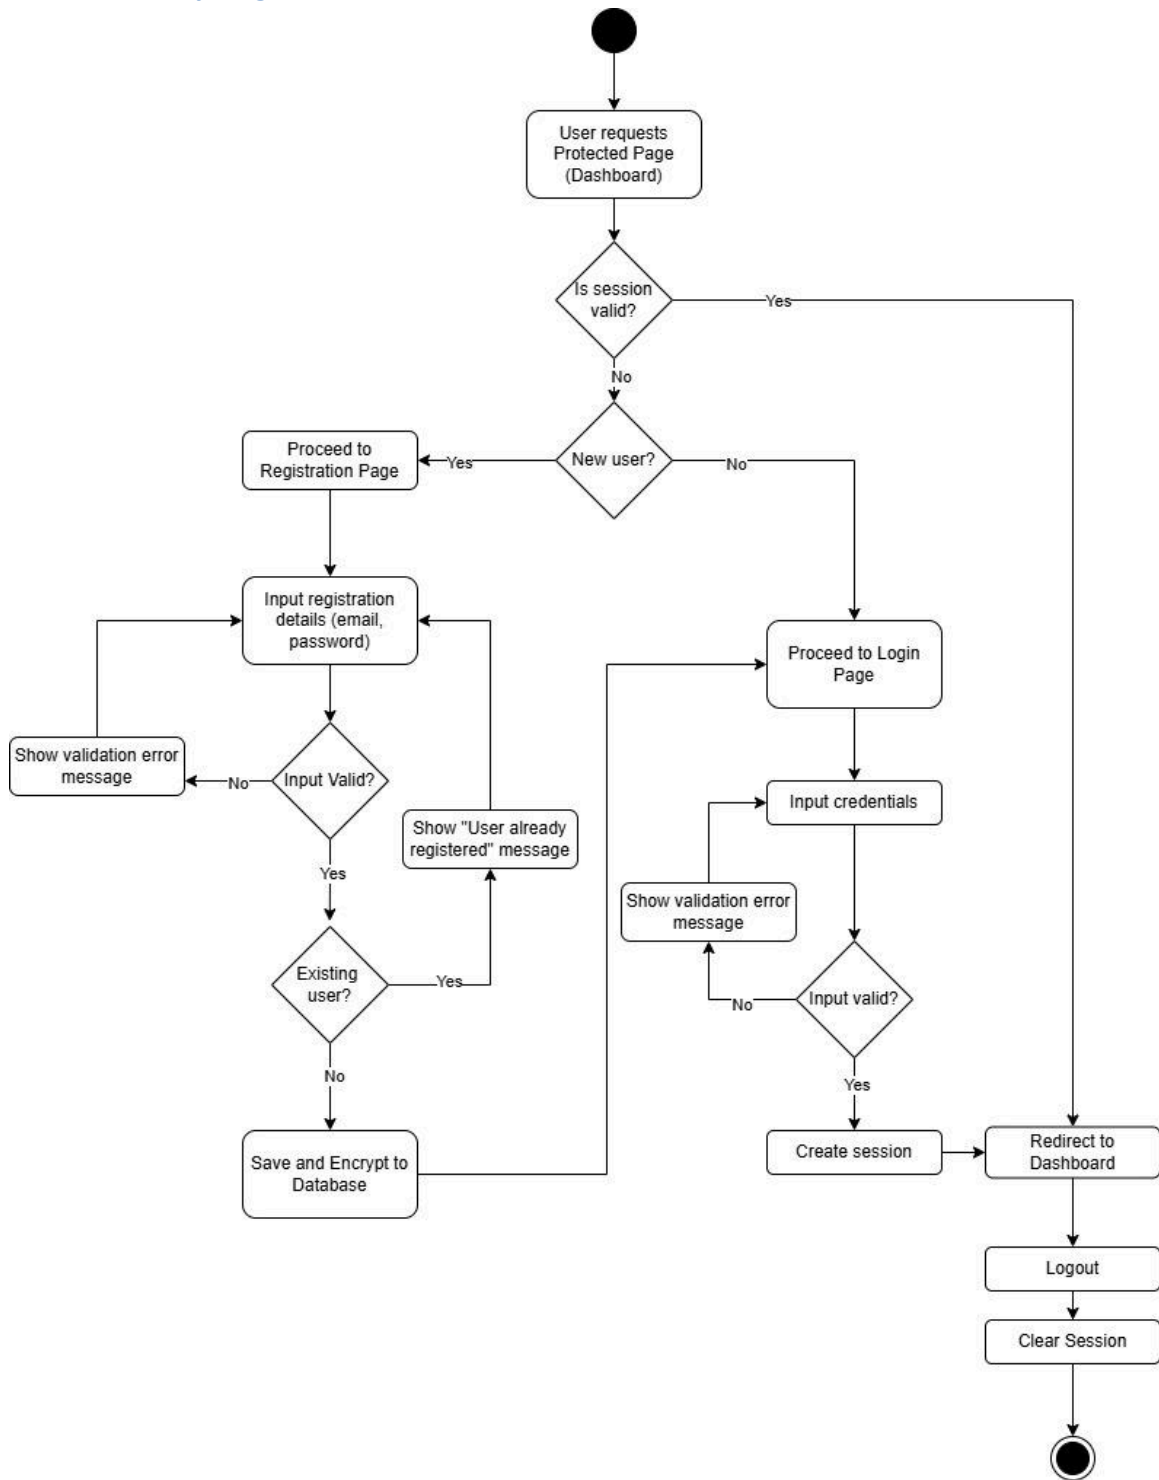 User requests
Protected Page
(Dashboard)
Is session
valid?
Yes
No
New user?
Yes
No
Proceed to
Registration Page
Input registration
details (email,
password)
Proceed to Login
Page
Show validation error
message
No
Input Valid?
Input credentials
Show "User already
registered" message
Yes
Show validation error
message
Existing
user?
Yes
Input valid?
No
No
Yes
Save and Encrypt to
Database
Create session
Redirect to
Dashboard
Logout
Clear Session